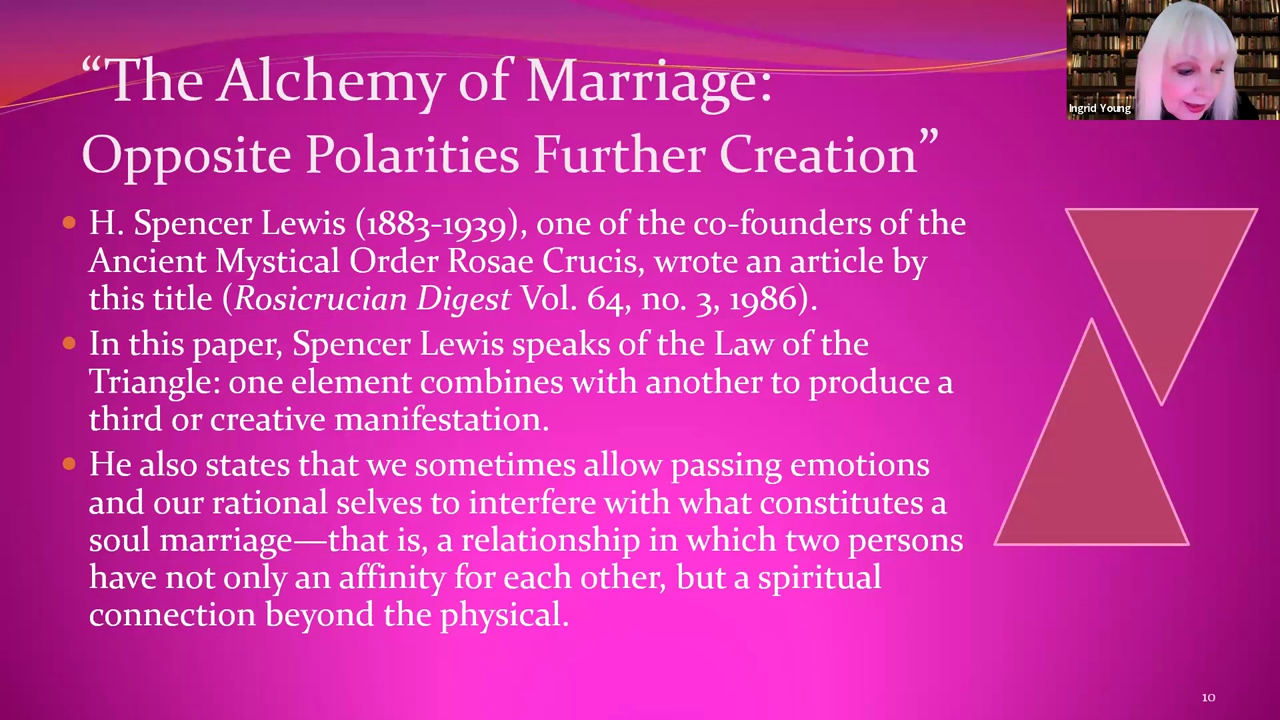 “The Alchemy of Marriage:
Opposite Polarities Further Creation”
Ingrid Young
• H. Spencer Lewis (1883-1939), one of the co-founders of the
Ancient Mystical Order Rosae Crucis, wrote an article by
this title (Rosicrucian Digest Vol. 64, no. 3, 1986).
• In this paper, Spencer Lewis speaks of the Law of the
Triangle: one element combines with another to produce a
third or creative manifestation.
• He also states that we sometimes allow passing emotions
and our rational selves to interfere with what constitutes a
soul marriage—that is, a relationship in which two persons
have not only an affinity for each other, but a spiritual
connection beyond the physical.
10